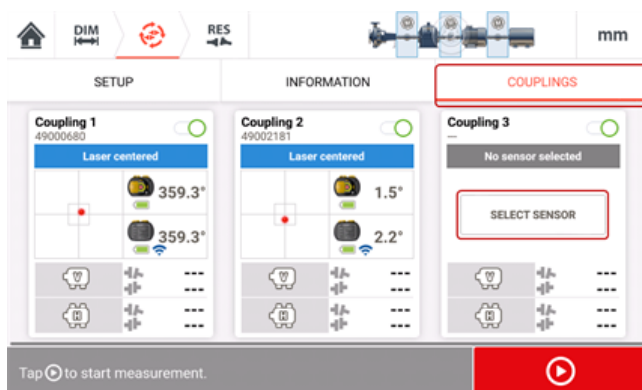 DIM
RES
mm
SETUP
INFORMATION
COUPLINGS
Coupling 1
49000680
Laser centered
359.3°
359.3°
V
---
---
H
---
---
Coupling 2
49002181
Laser centered
1.5°
2.2°
V
---
---
H
---
---
Coupling 3
—
No sensor selected
SELECT SENSOR
V
---
---
H
---
---
Tap to start measurement.